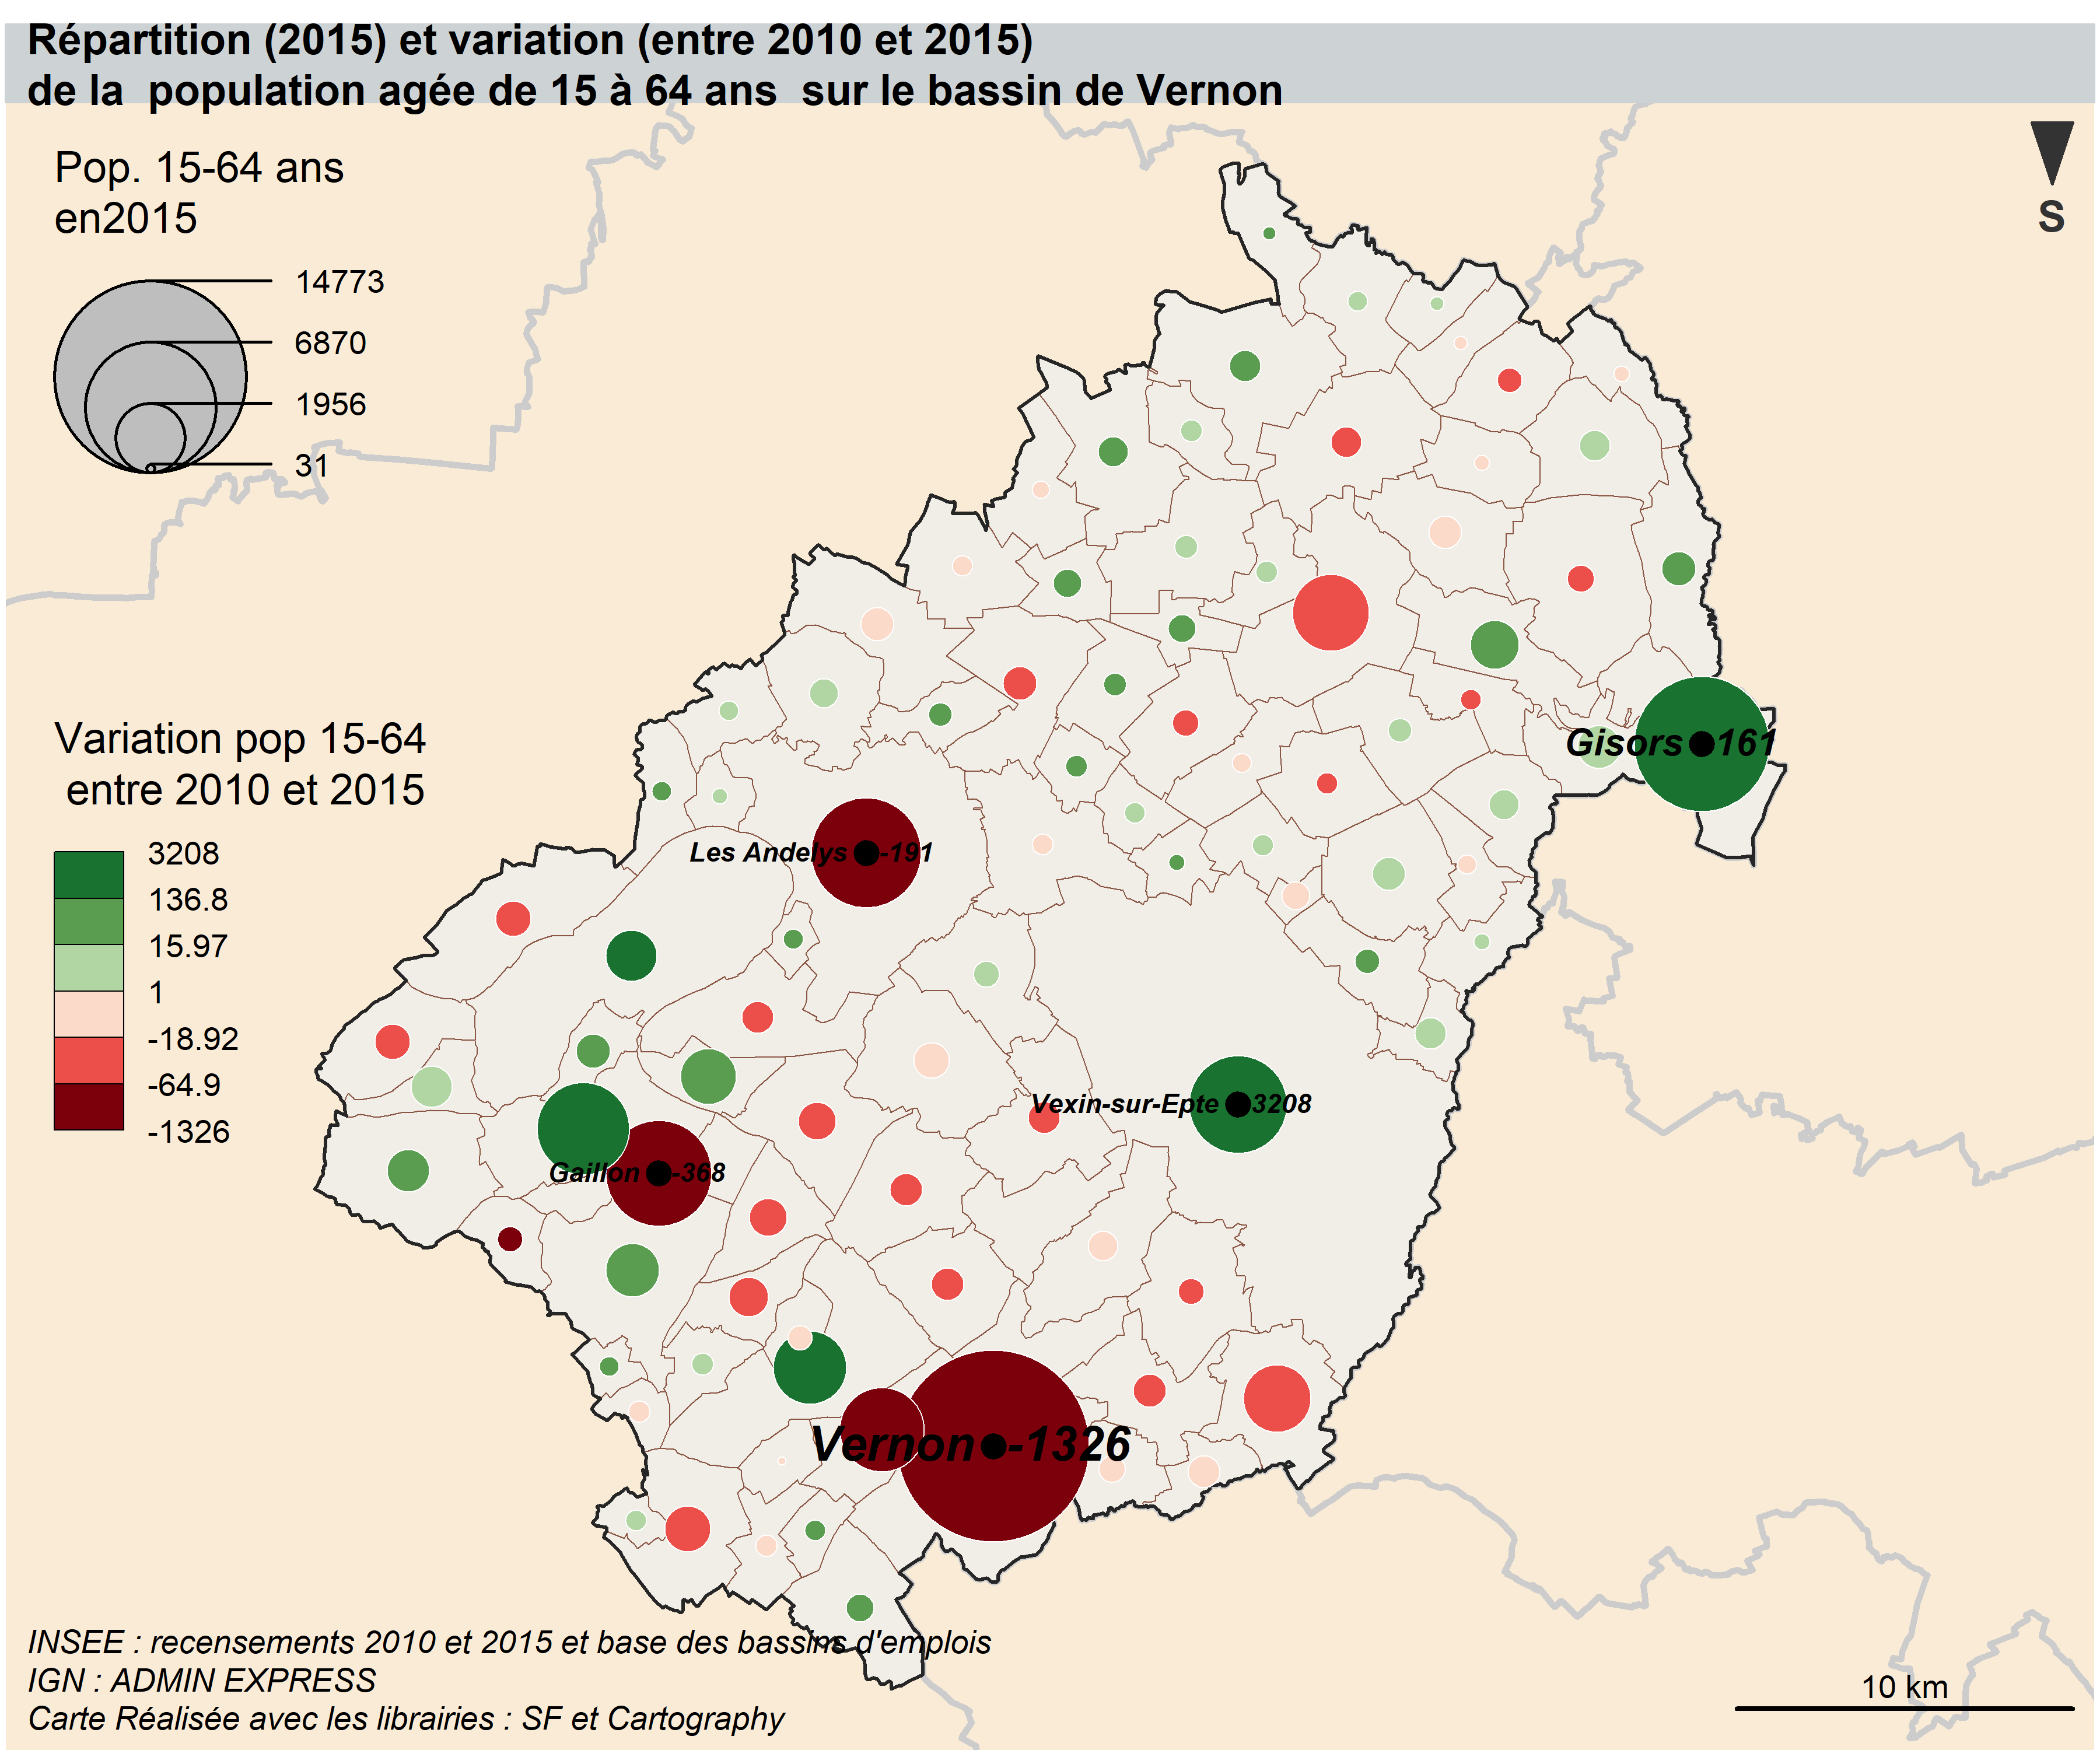 Répartition (2015) et variation (entre 2010 et 2015)
de la  population agée de 15 à 64 ans  sur le bassin de Vernon
Pop. 15-64 ans
en2015
14773
6870
1956
31
S
Variation pop 15-64
entre 2010 et 2015
3208
136.8
15.97
1
-18.92
-64.9
-1326
Gisors 161
Les Andelys -191
Vexin-sur-Epte 3208
Gaillon -368
Vernon -1326
INSEE : recensements 2010 et 2015 et base des bassins d'emplois
IGN : ADMIN EXPRESS
Carte Réalisée avec les librairies : SF et Cartography
10 km